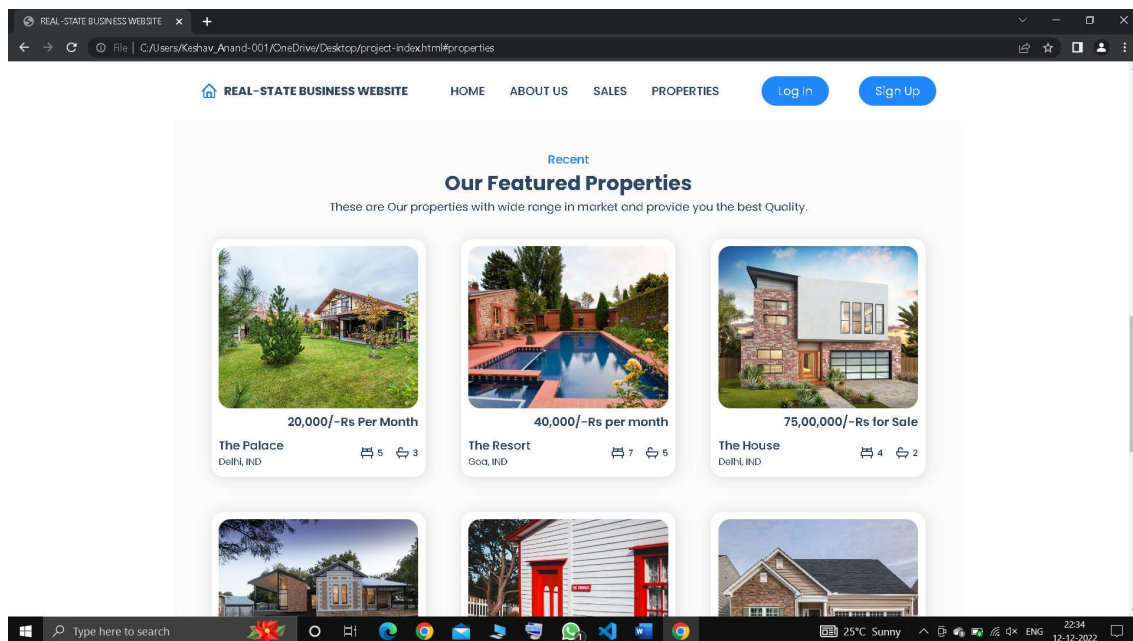 REAL-STATE BUSINESS WEBSITE
File | C:/Users/Keshav_Anand-001/OneDrive/Desktop/project-index.html#properties
REAL-STATE BUSINESS WEBSITE HOME ABOUT US SALES PROPERTIES Log In Sign Up
Recent
Our Featured Properties
These are Our properties with wide range in market and provide you the best Quality.
20,000/-Rs Per Month 40,000/-Rs per month 75,00,000/-Rs for Sale
The Palace 5 3 The Resort 7 5 The House 4 2
Delhi, IND Goa, IND Delhi, IND
Type here to search 25°C Sunny ENG 22:34
12-12-2022